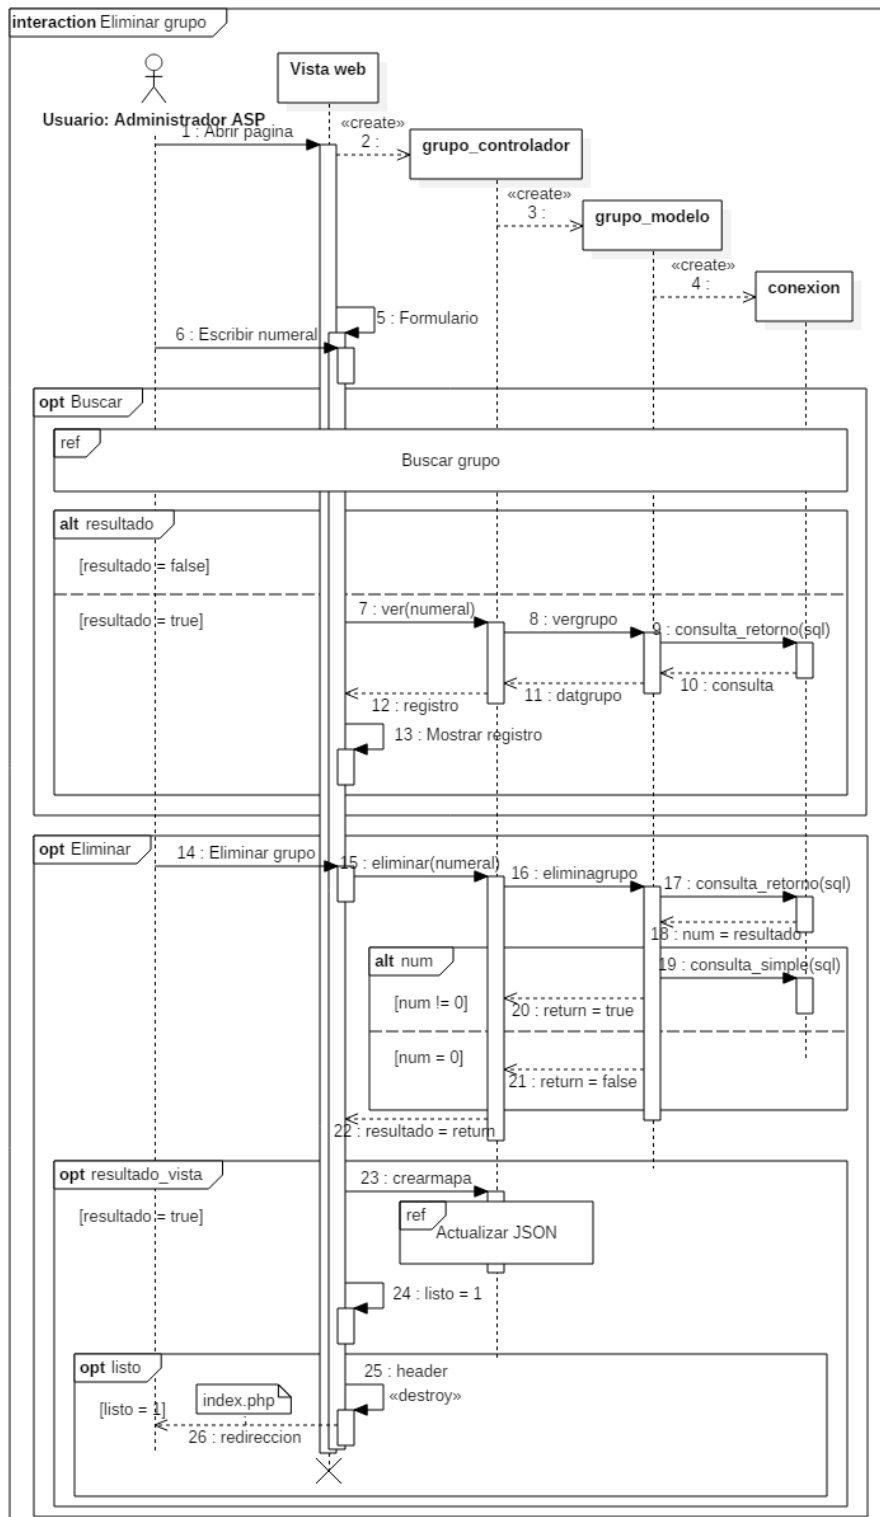 interaction Eliminar grupo
Vista web
Usuario: Administrador ASP
1 : Abrir pagina
«create»
2 :
grupo_controlador
«create»
3 :
grupo_modelo
«create»
4 :
conexion
5 : Formulario
6 : Escribir numeral
opt Buscar
ref
Buscar grupo
alt resultado
[resultado = false]
[resultado = true]
7 : ver(numeral)
8 : vergrupo
9 : consulta_retorno(sql)
10 : consulta
11 : datgrupo
12 : registro
13 : Mostrar registro
opt Eliminar
14 : Eliminar grupo
15 : eliminar(numeral)
16 : eliminagrupo
17 : consulta_retorno(sql)
18 : num = resultado
alt num
19 : consulta_simple(sql)
[num != 0]
20 : return = true
[num = 0]
21 : return = false
22 : resultado = return
opt resultado_vista
23 : crearmapa
[resultado = true]
ref
Actualizar JSON
24 : listo = 1
opt listo
25 : header
«destroy»
[listo = 1]
index.php
26 : redireccion